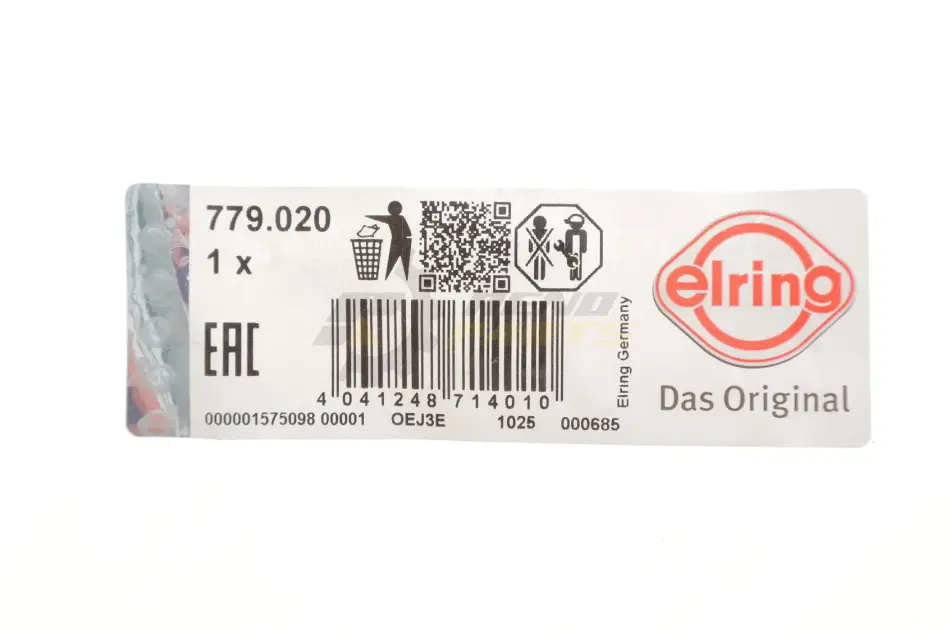 779.020
1 x
EAC
4 041248 714010
000001575098 00001 OEJ3E 1025 000685
Elring Germany
elring
Das Original